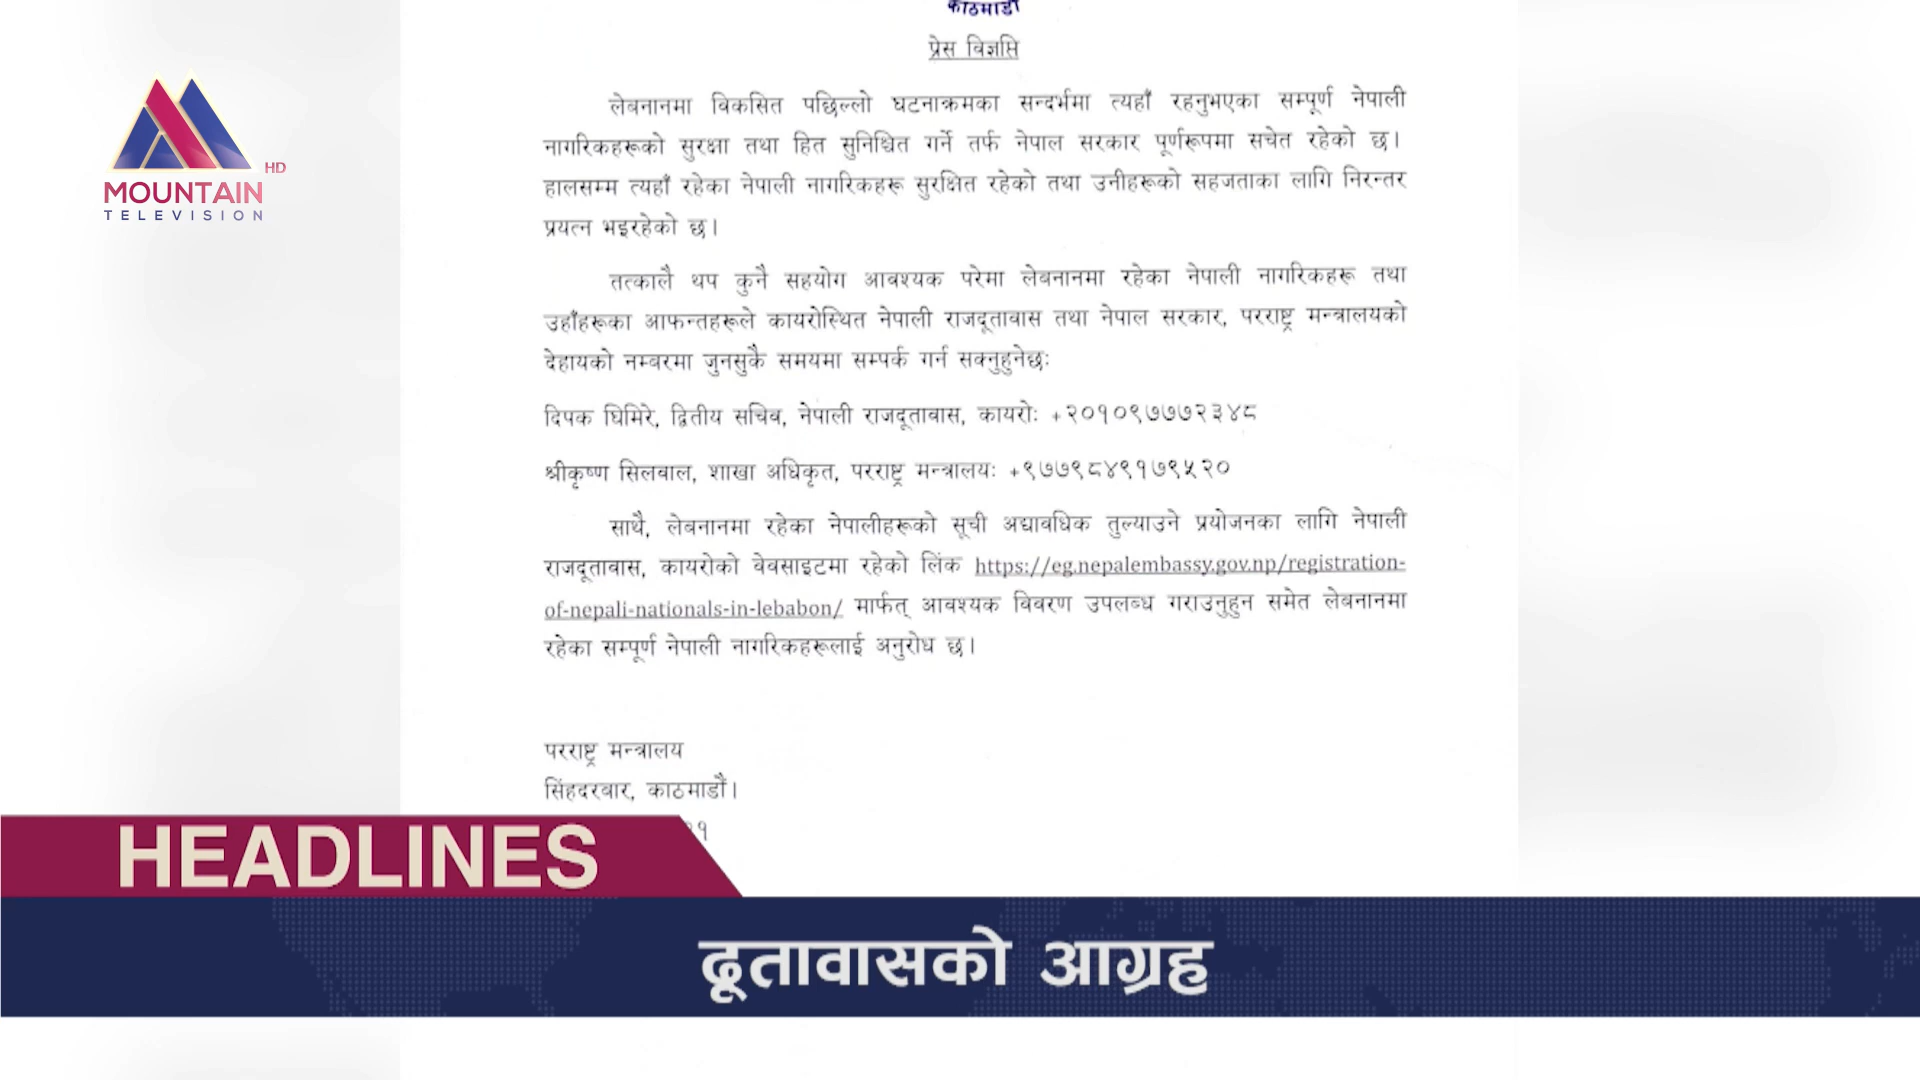 काठमाडौं
प्रेस विज्ञप्ति
लेबनानमा विकसित पछिल्लो घटनाक्रमका सन्दर्भमा त्यहाँ रहनुभएका सम्पूर्ण नेपाली
नागरिकहरूको सुरक्षा तथा हित सुनिश्चित गर्ने तर्फ नेपाल सरकार पूर्णरूपमा सचेत रहेको छ।
हालसम्म त्यहाँ रहेका नेपाली नागरिकहरू सुरक्षित रहेको तथा उनीहरूको सहजताका लागि निरन्तर
प्रयत्न भइरहेको छ।
तत्कालै थप कुनै सहयोग आवश्यक परेमा लेबनानमा रहेका नेपाली नागरिकहरू तथा
उहाँहरूका आफन्तहरूले कायरोस्थित नेपाली राजदूतावास तथा नेपाल सरकार, परराष्ट्र मन्त्रालयको
देहायको नम्बरमा जुनसुकै समयमा सम्पर्क गर्न सक्नुहुनेछः
दिपक घिमिरे, द्वितीय सचिव, नेपाली राजदूतावास, कायरोः +२०१०९७७७२३४८
श्रीकृष्ण सिलवाल, शाखा अधिकृत, परराष्ट्र मन्त्रालयः +९७७९८४९१७९५२०
साथै, लेबनानमा रहेका नेपालीहरूको सूची अद्यावधिक तुल्याउने प्रयोजनका लागि नेपाली
राजदूतावास, कायरोको वेवसाइटमा रहेको लिंक https://eg.nepalembassy.gov.np/registration-
of-nepali-nationals-in-lebabon/ मार्फत् आवश्यक विवरण उपलब्ध गराउनुहुन समेत लेबनानमा
रहेका सम्पूर्ण नेपाली नागरिकहरूलाई अनुरोध छ।
परराष्ट्र मन्त्रालय
सिंहदरबार, काठमाडौं।
MOUNTAIN HD
TELEVISION
HEADLINES
दूतावासको आग्रह